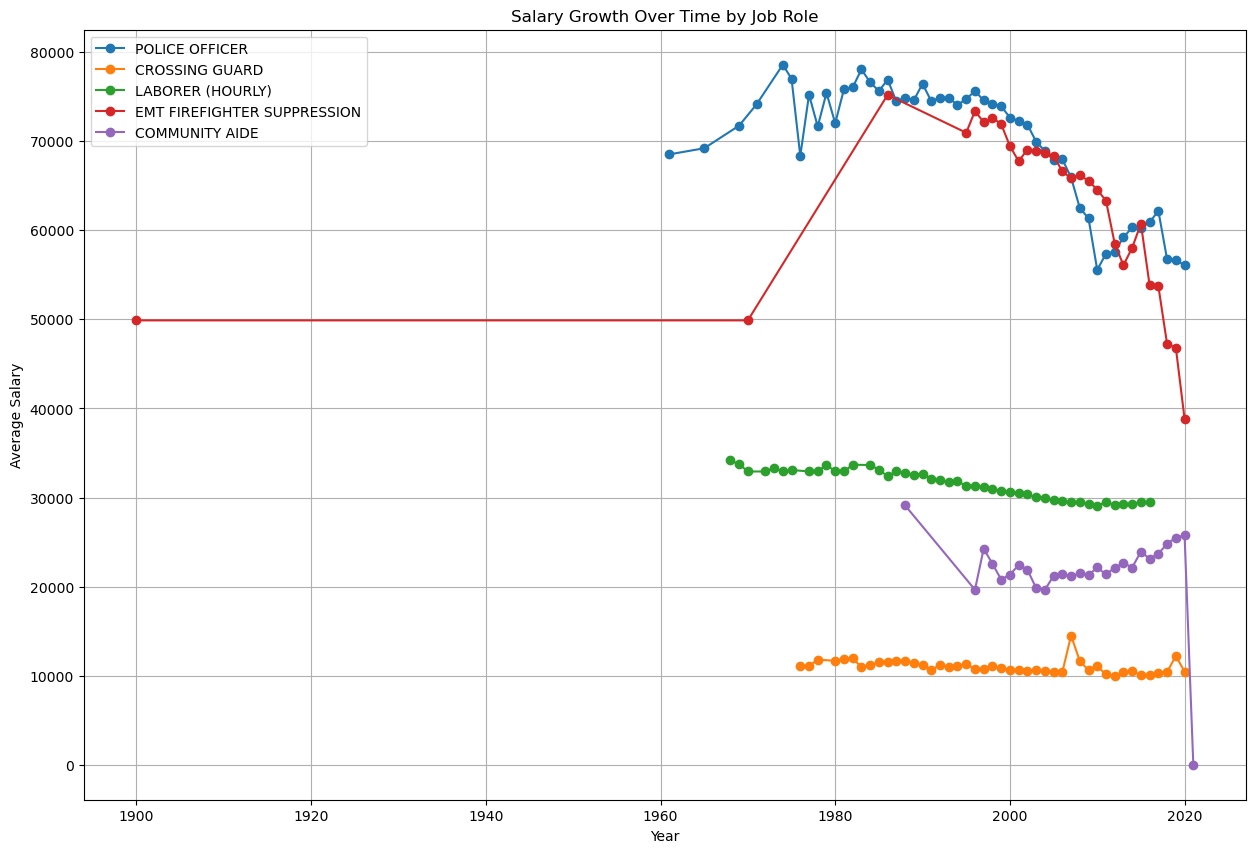 Salary Growth Over Time by Job Role
POLICE OFFICER
CROSSING GUARD
LABORER (HOURLY)
EMT FIREFIGHTER SUPPRESSION
COMMUNITY AIDE
80000
70000
60000
50000
40000
30000
20000
10000
0
Average Salary
1900 1920 1940 1960 1980 2000 2020
Year